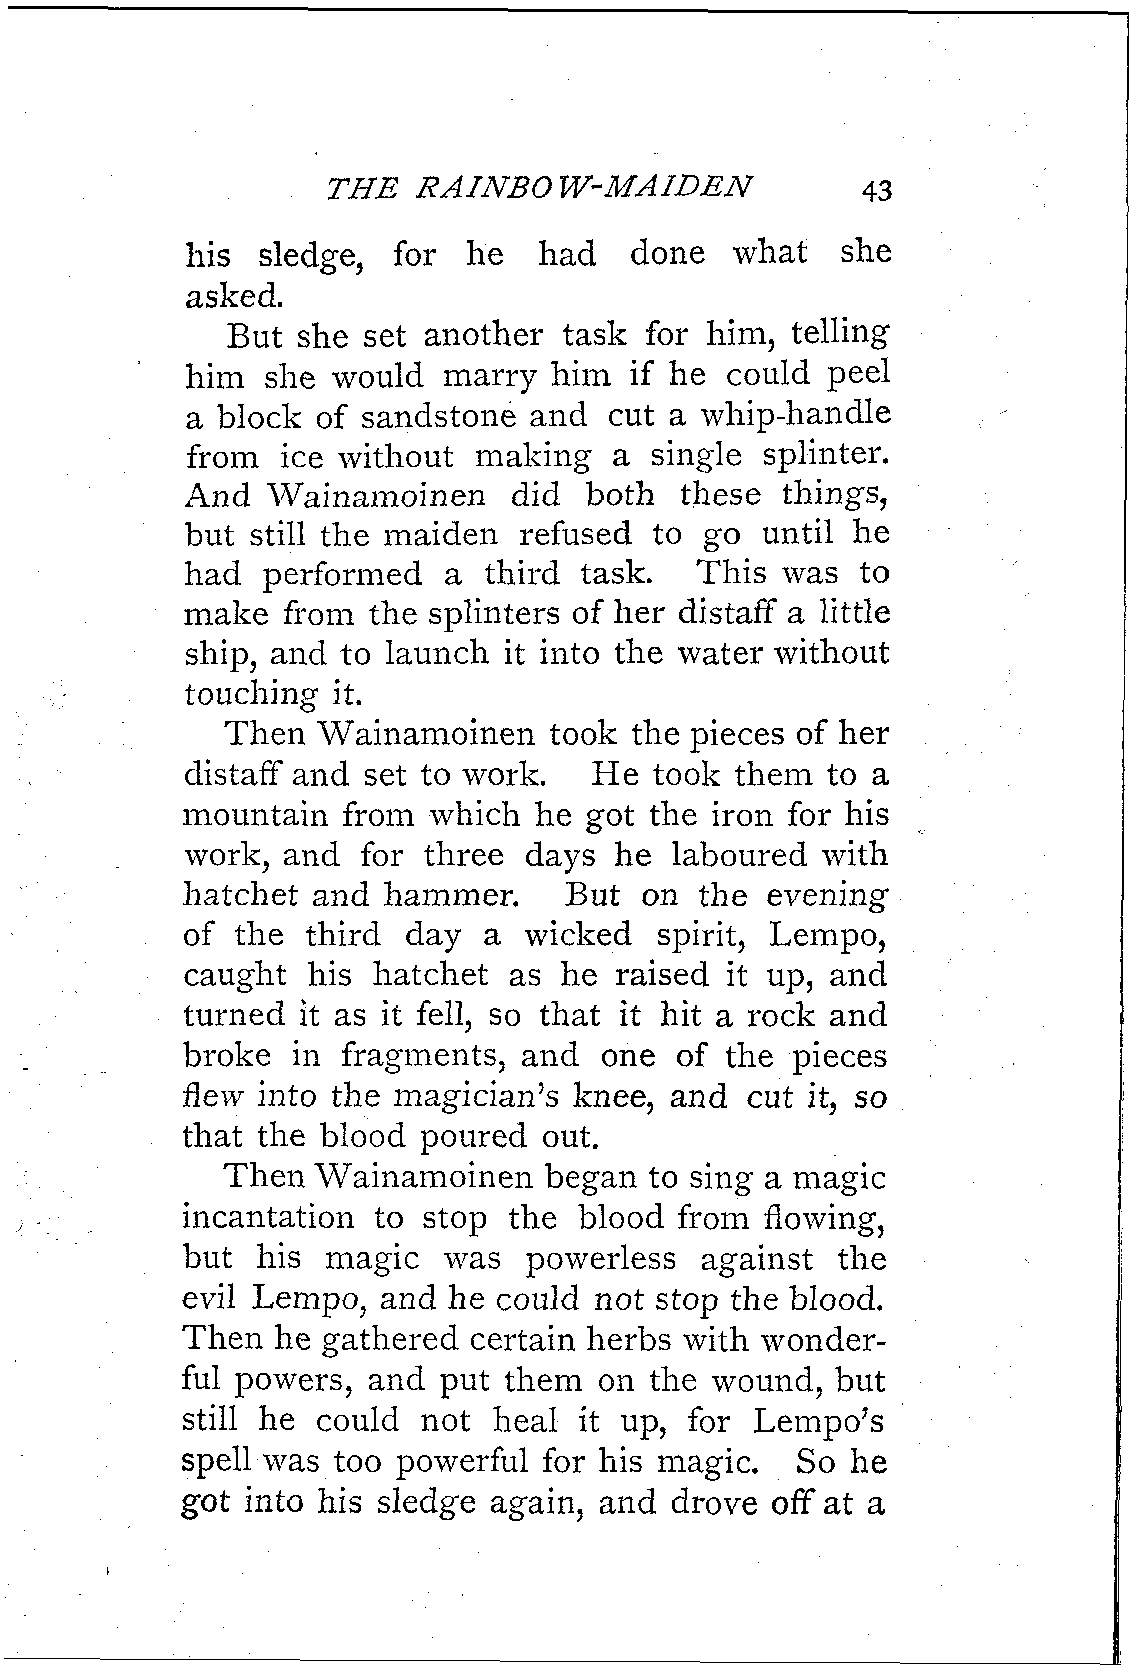 THE RAINBOW-MAIDEN 43
his sledge, for he had done what she
asked.
But she set another task for him, telling
him she would marry him if he could peel
a block of sandstone and cut a whip-handle
from ice without making a single splinter.
And Wainamoinen did both these things,
but still the maiden refused to go until he
had performed a third task. This was to
make from the splinters of her distaff a little
ship, and to launch it into the water without
touching it.
Then Wainamoinen took the pieces of her
distaff and set to work. He took them to a
mountain from which he got the iron for his
work, and for three days he laboured with
hatchet and hammer. But on the evening
of the third day a wicked spirit, Lempo,
caught his hatchet as he raised it up, and
turned it as it fell, so that it hit a rock and
broke in fragments, and one of the pieces
flew into the magician's knee, and cut it, so
that the blood poured out.
Then Wainamoinen began to sing a magic
incantation to stop the blood from flowing,
but his magic was powerless against the
evil Lempo, and he could not stop the blood.
Then he gathered certain herbs with wonder-
ful powers, and put them on the wound, but
still he could not heal it up, for Lempo's
spell was too powerful for his magic. So he
got into his sledge again, and drove off at a